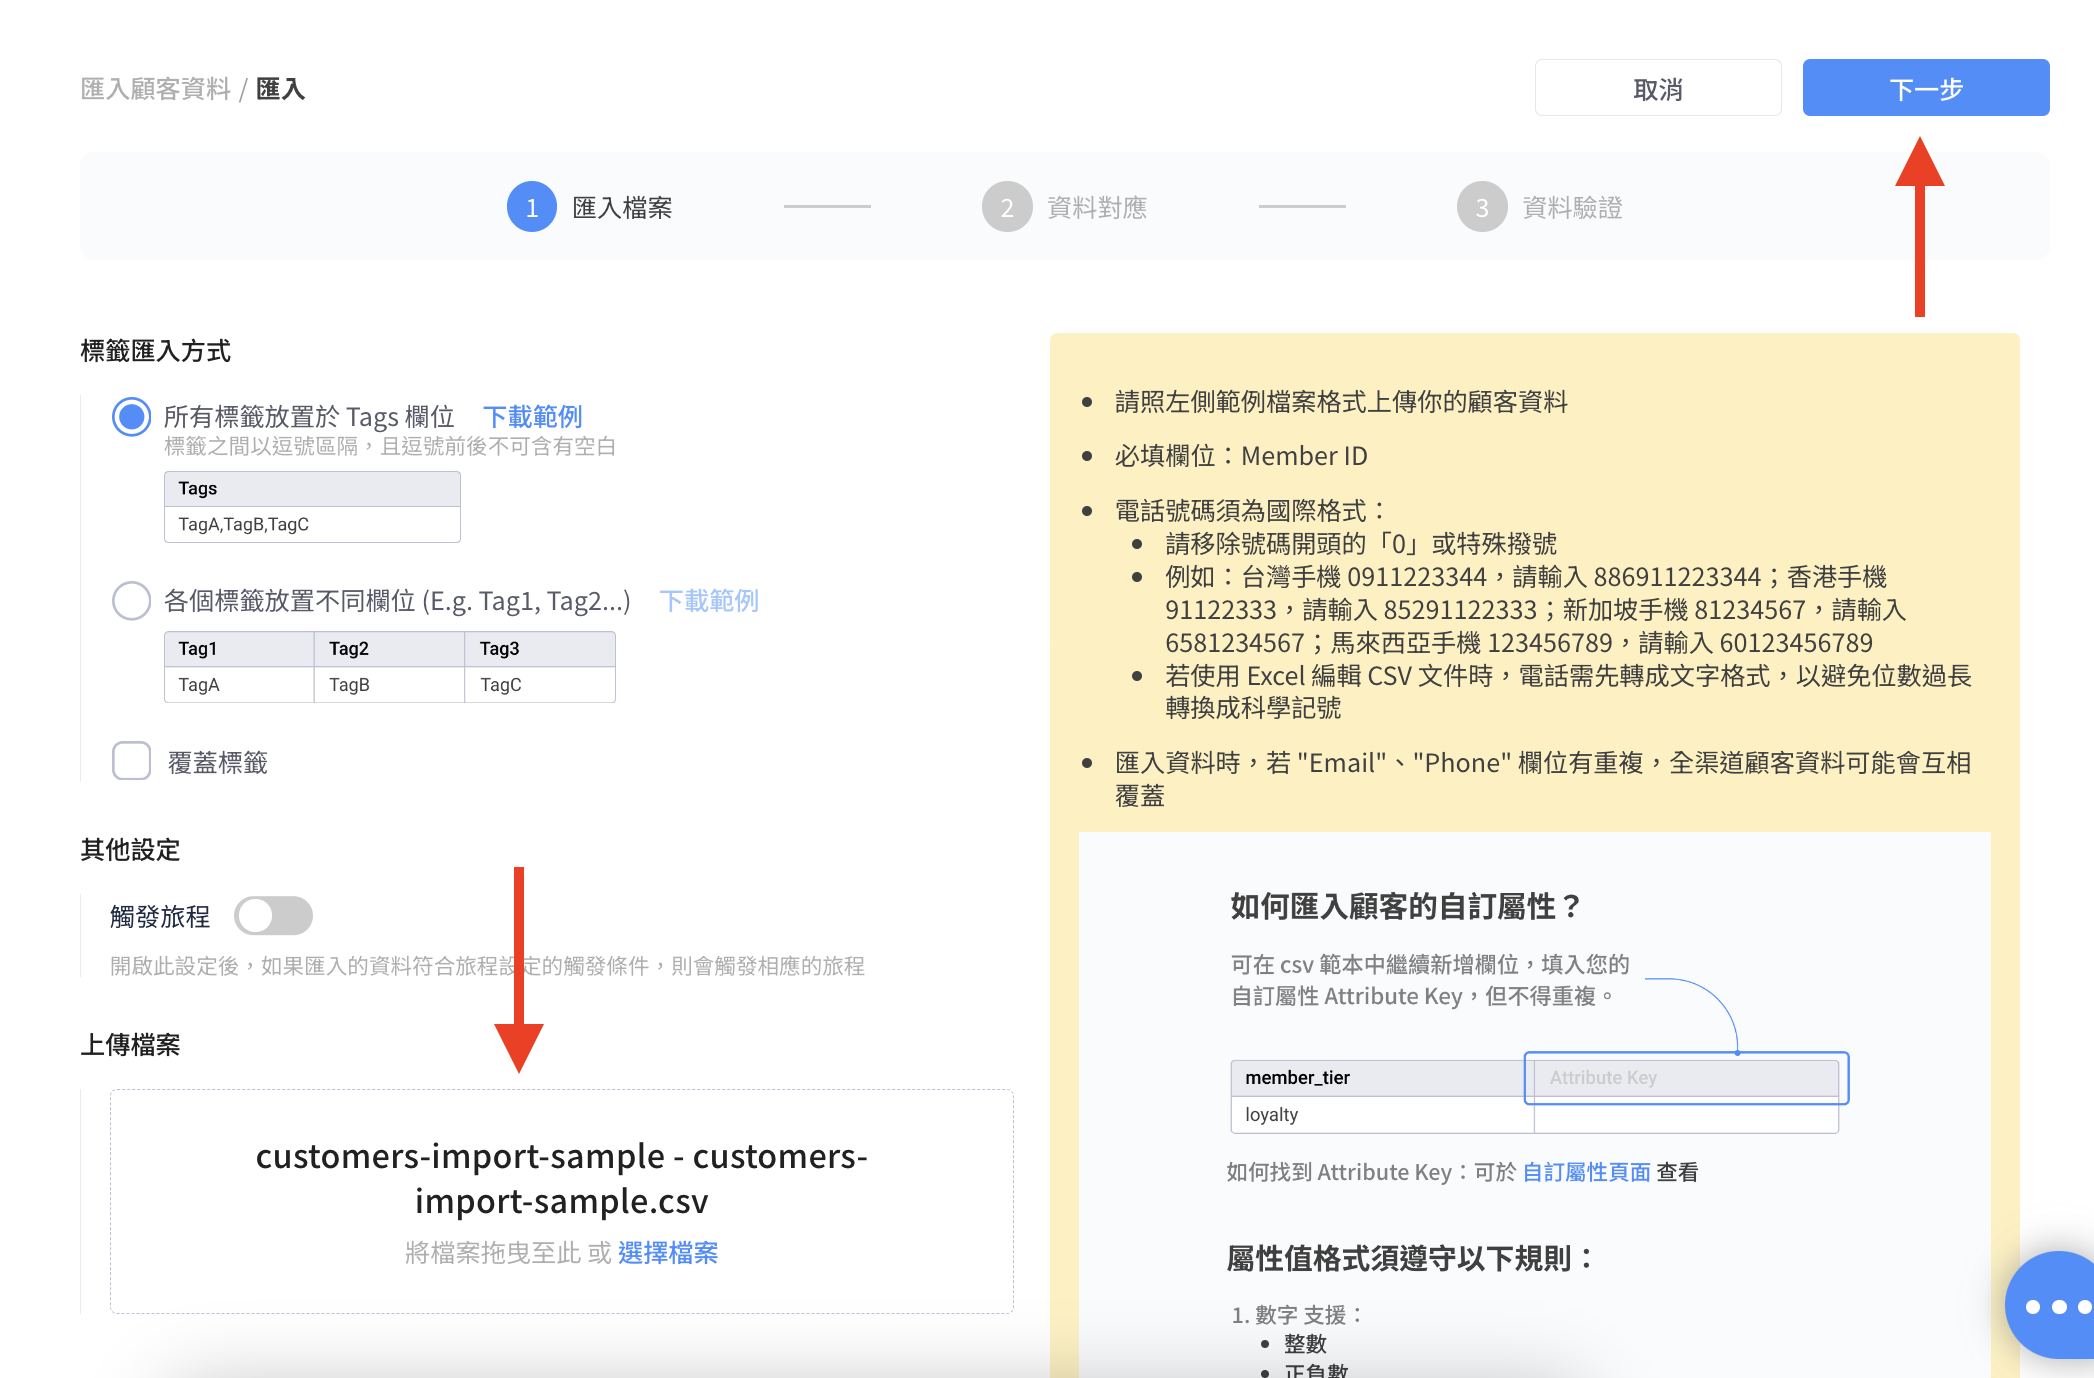 匯入顧客資料 / 匯入
取消
下一步
1 匯入檔案
2 資料對應
3 資料驗證
標籤匯入方式
所有標籤放置於 Tags 欄位 下載範例
標籤之間以逗號區隔，且逗號前後不可含有空白
Tags
TagA,TagB,TagC
各個標籤放置不同欄位 (E.g. Tag1, Tag2...) 下載範例
Tag1 Tag2 Tag3
TagA TagB TagC
覆蓋標籤
其他設定
觸發旅程
開啟此設定後，如果匯入的資料符合旅程設定的觸發條件，則會觸發相應的旅程
上傳檔案
customers-import-sample - customers-
import-sample.csv
將檔案拖曳至此 或 選擇檔案
請照左側範例檔案格式上傳你的顧客資料
必填欄位：Member ID
電話號碼須為國際格式：
請移除號碼開頭的「0」或特殊撥號
例如：台灣手機 0911223344，請輸入 886911223344；香港手機
91122333，請輸入 85291122333；新加坡手機 81234567，請輸入
6581234567；馬來西亞手機 123456789，請輸入 60123456789
若使用 Excel 編輯 CSV 文件時，電話需先轉成文字格式，以避免位數過長
轉換成科學記號
匯入資料時，若 "Email"、"Phone" 欄位有重複，全渠道顧客資料可能會互相
覆蓋
如何匯入顧客的自訂屬性？
可在 csv 範本中繼續新增欄位，填入您的
自訂屬性 Attribute Key，但不得重複。
member_tier Attribute Key
loyalty
如何找到 Attribute Key：可於 自訂屬性頁面 查看
屬性值格式須遵守以下規則：
1. 數字 支援：
整數
正負數